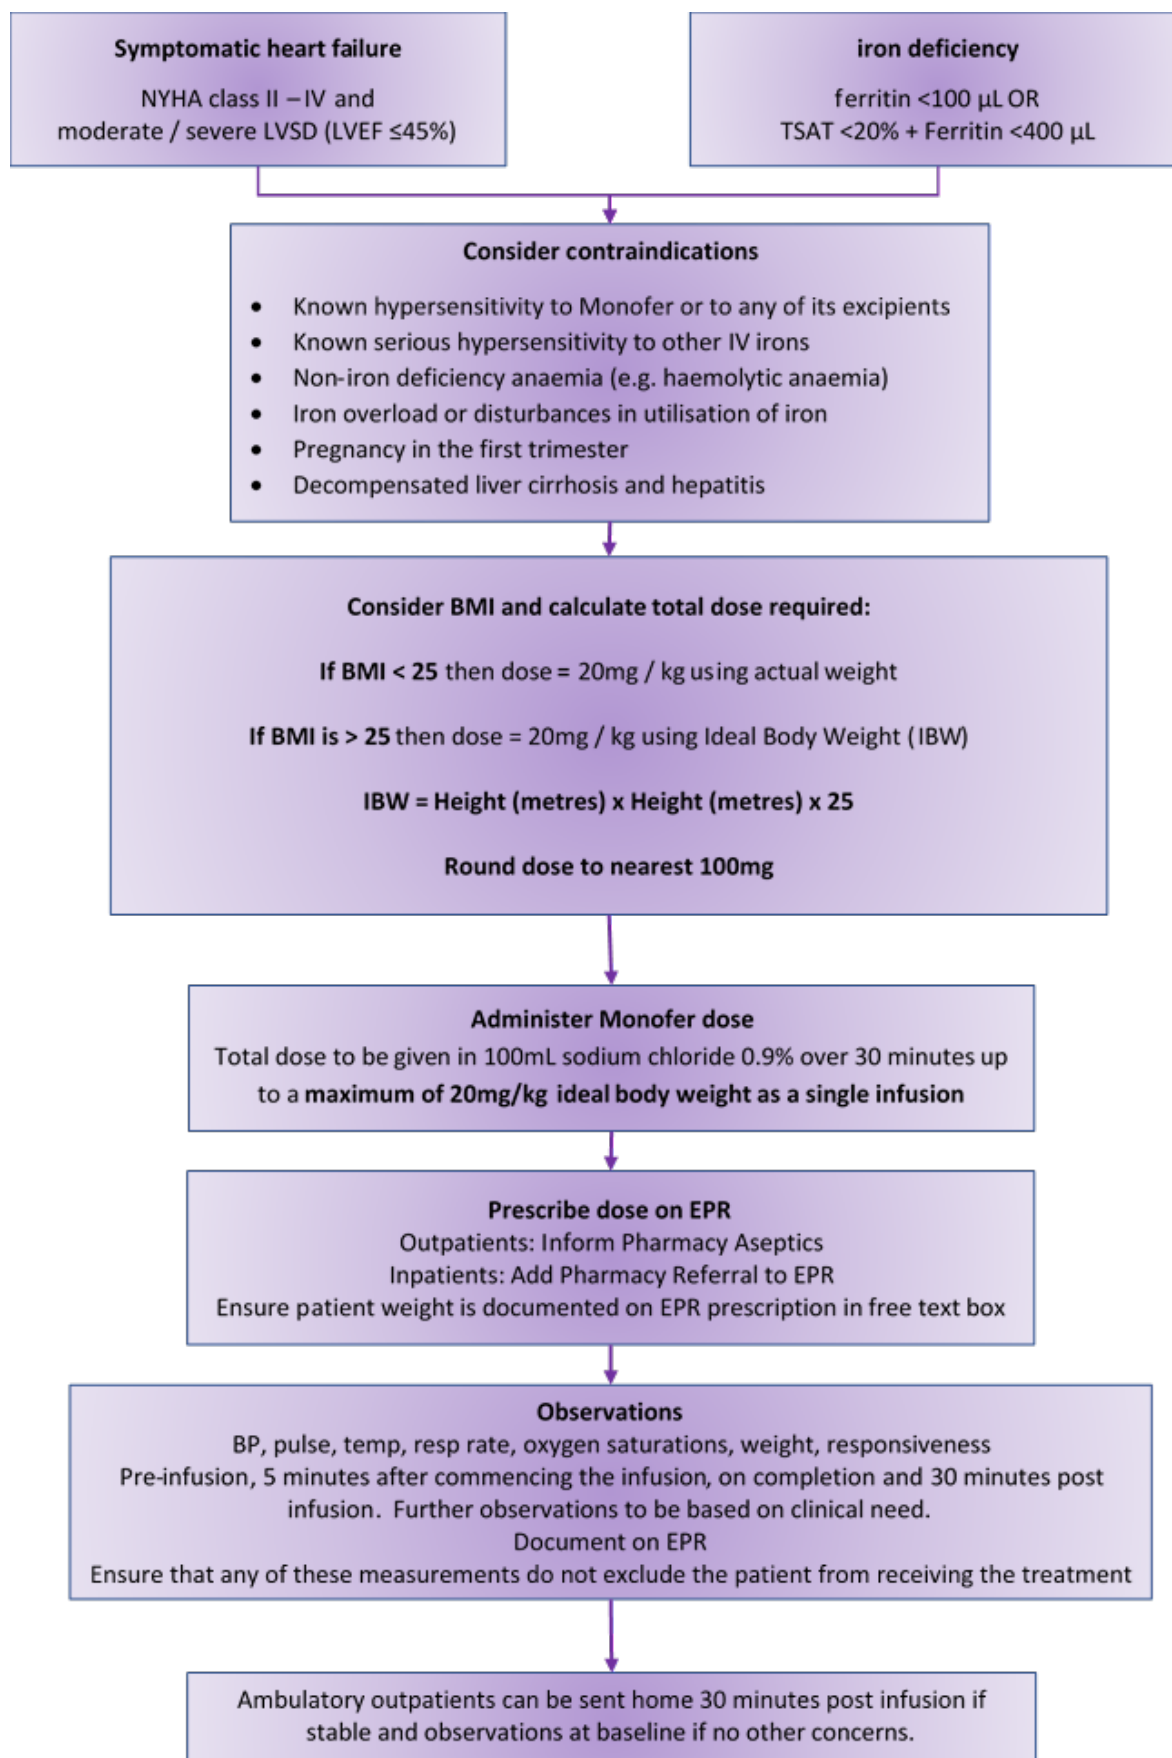 Symptomatic heart failure
NYHA class II – IV and
moderate / severe LVSD (LVEF ≤45%)
iron deficiency
ferritin <100 µL OR
TSAT <20% + Ferritin <400 µL
Consider contraindications
• Known hypersensitivity to Monofer or to any of its excipients
• Known serious hypersensitivity to other IV irons
• Non-iron deficiency anaemia (e.g. haemolytic anaemia)
• Iron overload or disturbances in utilisation of iron
• Pregnancy in the first trimester
• Decompensated liver cirrhosis and hepatitis
Consider BMI and calculate total dose required:
If BMI < 25 then dose = 20mg / kg using actual weight
If BMI is > 25 then dose = 20mg / kg using Ideal Body Weight (IBW)
IBW = Height (metres) x Height (metres) x 25
Round dose to nearest 100mg
Administer Monofer dose
Total dose to be given in 100mL sodium chloride 0.9% over 30 minutes up
to a maximum of 20mg/kg ideal body weight as a single infusion
Prescribe dose on EPR
Outpatients: Inform Pharmacy Aseptics
Inpatients: Add Pharmacy Referral to EPR
Ensure patient weight is documented on EPR prescription in free text box
Observations
BP, pulse, temp, resp rate, oxygen saturations, weight, responsiveness
Pre-infusion, 5 minutes after commencing the infusion, on completion and 30 minutes post
infusion. Further observations to be based on clinical need.
Document on EPR
Ensure that any of these measurements do not exclude the patient from receiving the treatment
Ambulatory outpatients can be sent home 30 minutes post infusion if
stable and observations at baseline if no other concerns.